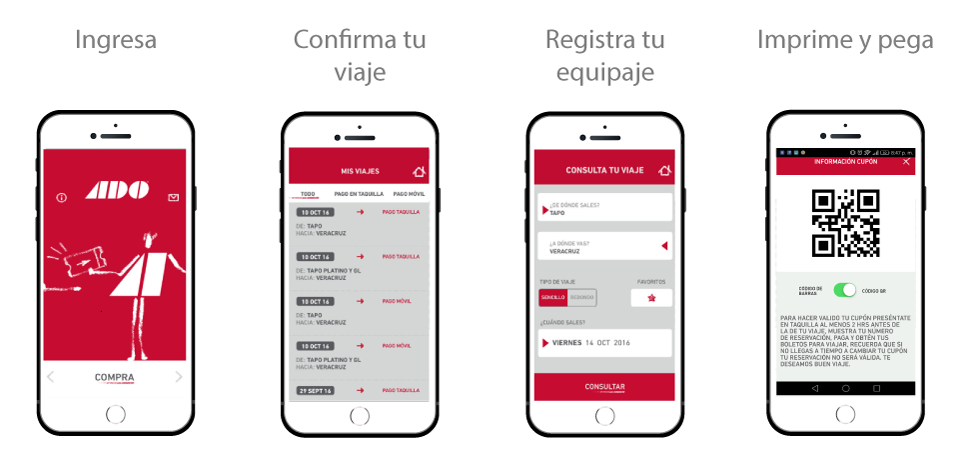 Ingresa
Confirma tu
viaje
Registra tu
equipaje
Imprime y pega
ADO
COMPRA
MIS VIAJES
TODO PAGO EN TAQUILLA PAGO MÓVIL
10 OCT 16 PAGO TAQUILLA
DE: TAPO
HACIA: VERACRUZ
10 OCT 16 PAGO TAQUILLA
DE: TAPO PLATINO Y GL
HACIA: VERACRUZ
10 OCT 16 PAGO MÓVIL
DE: TAPO
HACIA: VERACRUZ
10 OCT 16 PAGO MÓVIL
DE: TAPO PLATINO Y GL
HACIA: VERACRUZ
29 SEPT 16 PAGO TAQUILLA
CONSULTA TU VIAJE
¿DE DÓNDE SALES?
TAPO
¿A DÓNDE VAS?
VERACRUZ
TIPO DE VIAJE FAVORITOS
SENCILLO REDONDO
¿CUÁNDO SALES?
VIERNES 14 OCT 2016
CONSULTAR
8:47 p. m.
INFORMACIÓN CUPÓN
CÓDIGO DE
BARRAS
CÓDIGO QR
PARA HACER VALIDO TU CUPÓN PRESÉNTATE
EN TAQUILLA AL MENOS 2 HRS ANTES DE
LA DE TU VIAJE, MUESTRA TU NÚMERO
DE RESERVACIÓN, PAGA Y OBTÉN TUS
BOLETOS PARA VIAJAR, RECUERDA QUE SI
NO LLEGAS A TIEMPO A CAMBIAR TU CUPÓN
TU RESERVACIÓN NO SERÁ VÁLIDA. TE
DESEAMOS BUEN VIAJE.